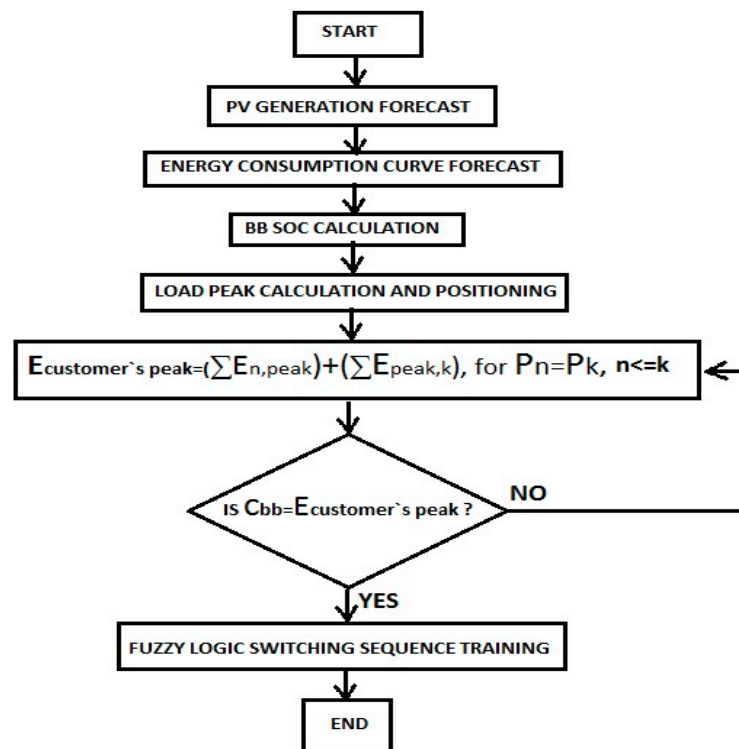 START
PV GENERATION FORECAST
ENERGY CONSUMPTION CURVE FORECAST
BB SOC CALCULATION
LOAD PEAK CALCULATION AND POSITIONING
Ecustomer`s peak=(∑En,peak)+(∑Epeak,k), for Pn=Pk, n<=k
IS Cbb=Ecustomer`s peak ?
NO
YES
FUZZY LOGIC SWITCHING SEQUENCE TRAINING
END